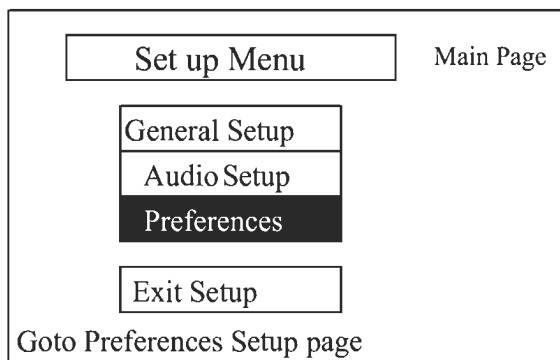 Set up Menu
Main Page
General Setup
Audio Setup
Preferences
Exit Setup
Goto Preferences Setup page